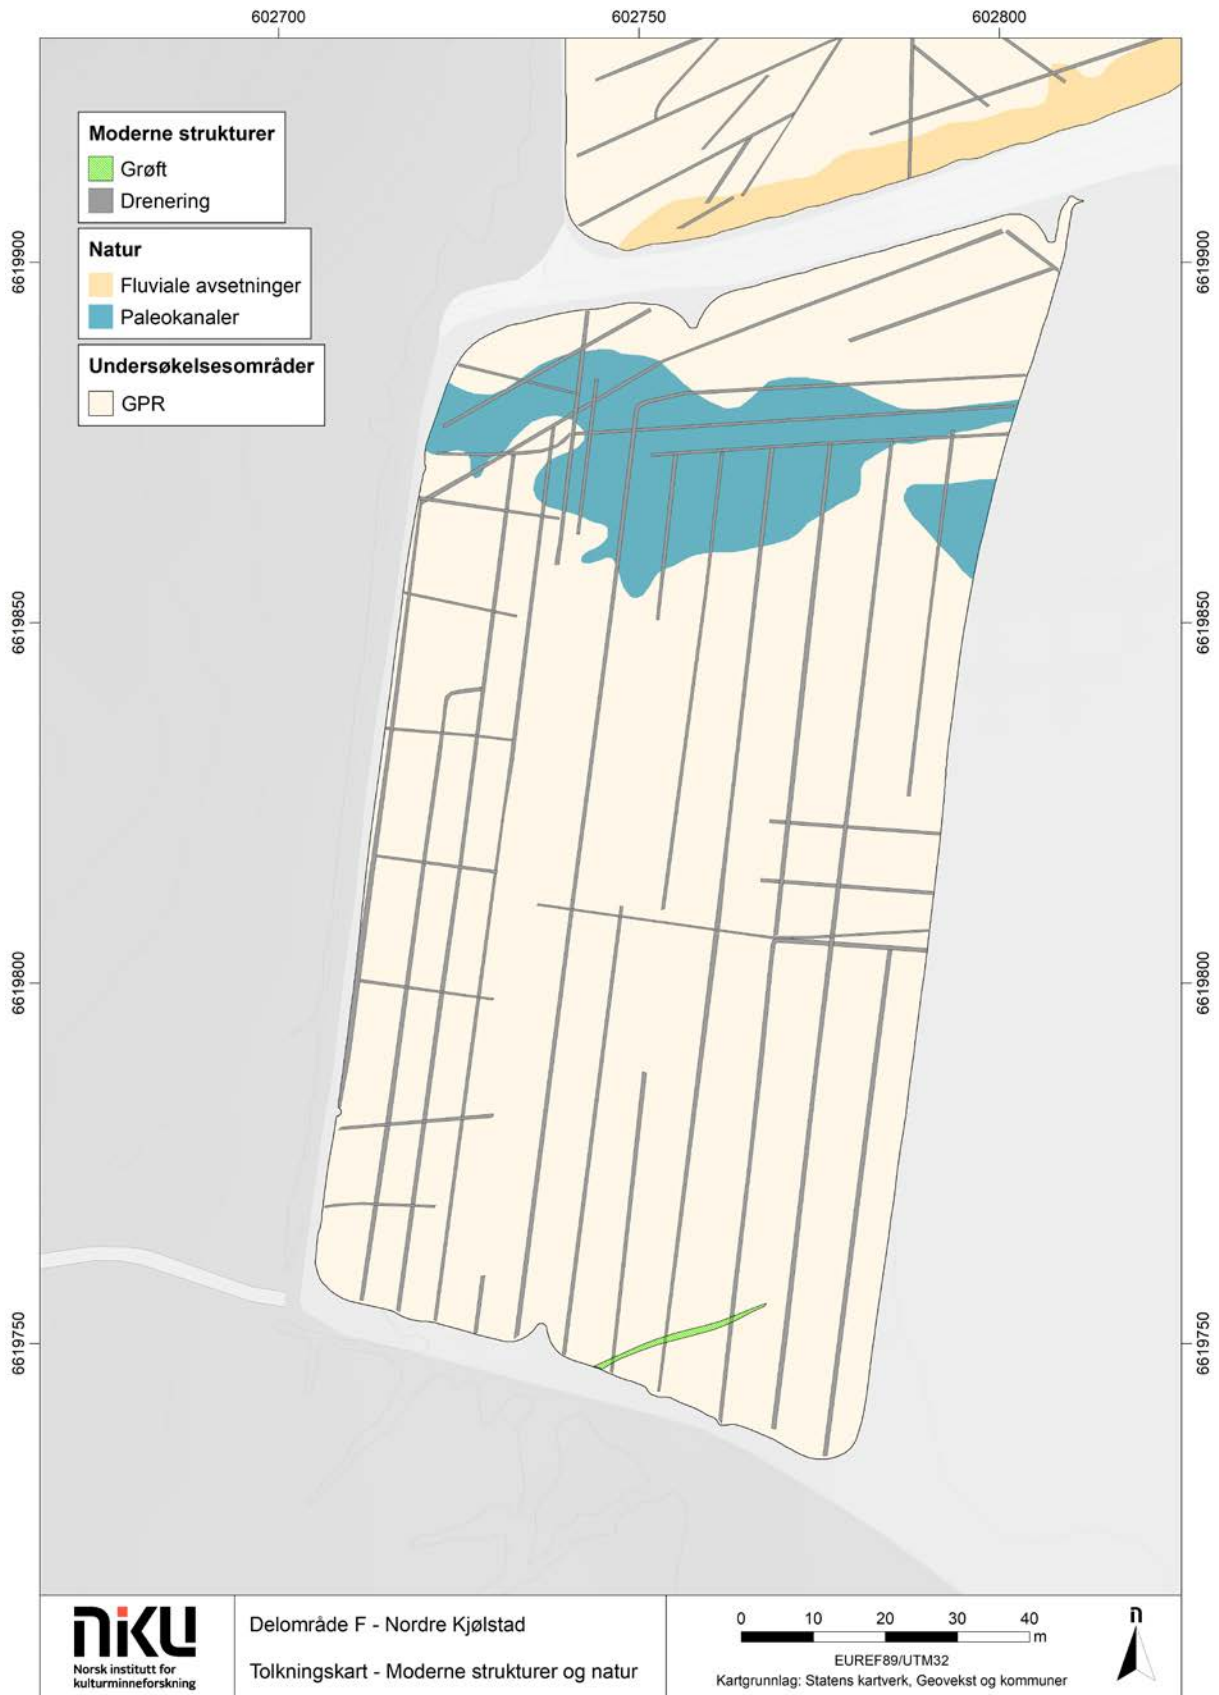 602700 602750 602800
Moderne strukturer
Grøft
Drenering
Natur
Fluviale avsetninger
Paleokanaler
Undersøkelsesområder
GPR
6619900 6619900
6619850 6619850
6619800 6619800
6619750 6619750
niku
Norsk institutt for
kulturminneforskning
Delområde F - Nordre Kjølstad
Tolkningskart - Moderne strukturer og natur
0 10 20 30 40
m
EUREF89/UTM32
Kartgrunnlag: Statens kartverk, Geovekst og kommuner
n